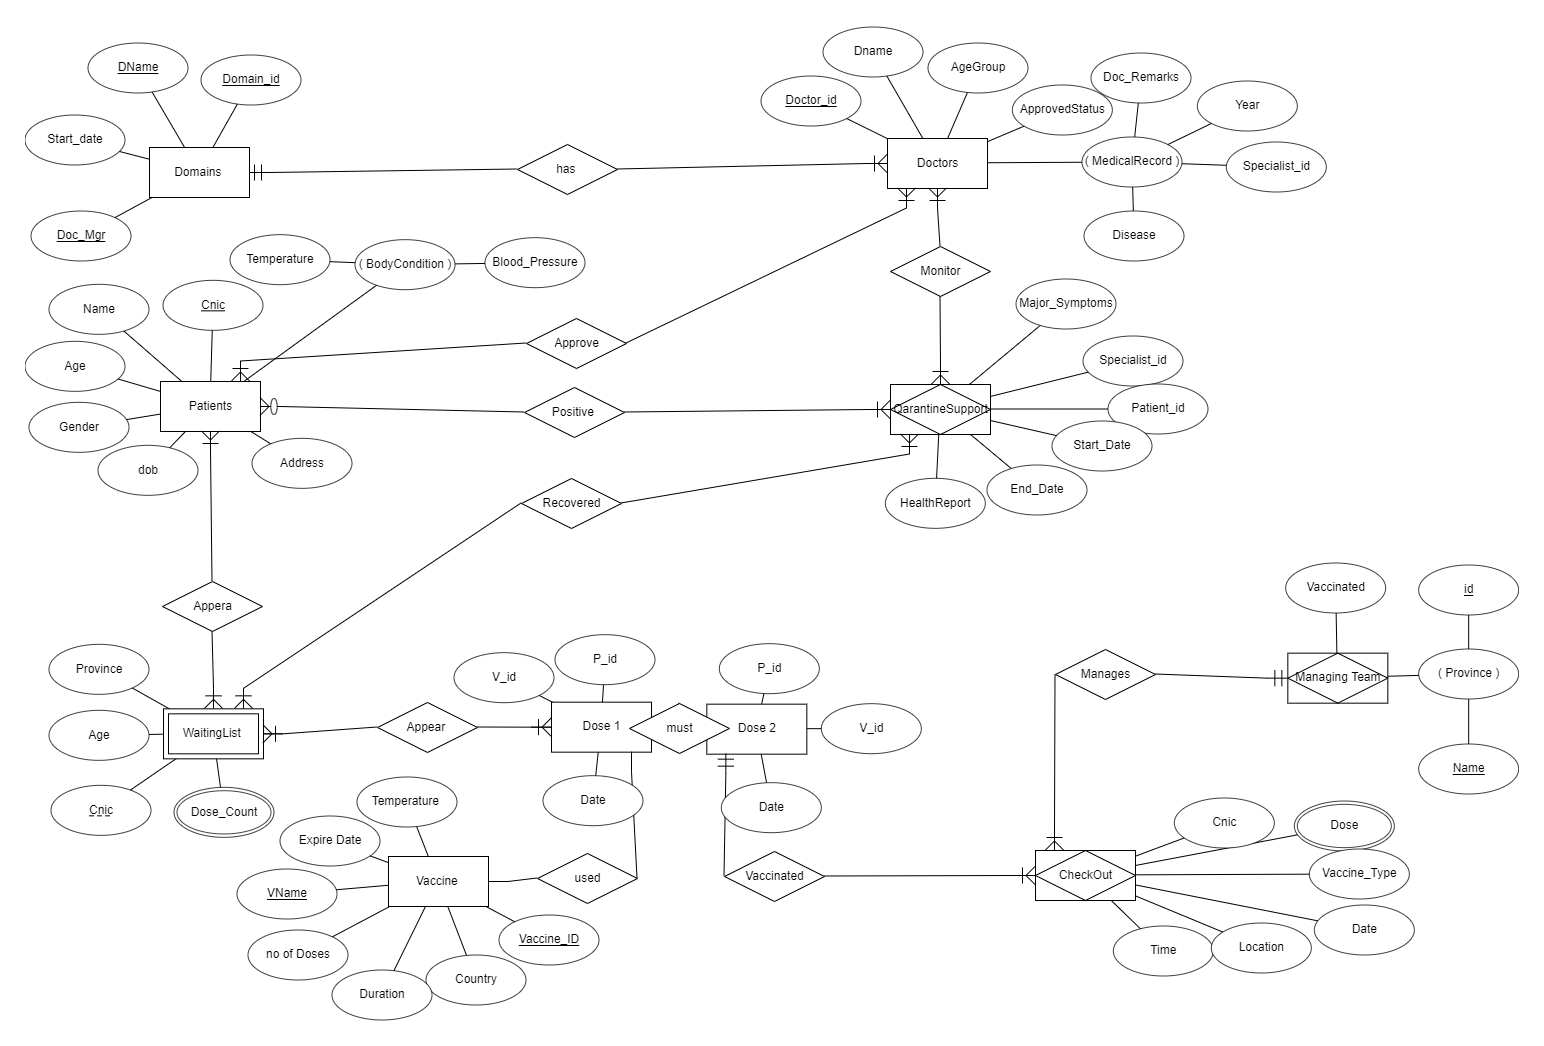 Dname
DName
AgeGroup
Domain_id
Doc_Remarks
Doctor_id
ApprovedStatus
Year
Start_date
Domains
has
Doctors
( MedicalRecord )
Specialist_id
Doc_Mgr
Disease
Temperature
( BodyCondition )
Blood_Pressure
Monitor
Name
Cnic
Major_Symptoms
Approve
Age
Specialist_id
Patients
Positive
QarantineSupport
Patient_id
Gender
Start_Date
dob
Address
End_Date
Recovered
HealthReport
Vaccinated
id
Appera
Province
V_id
P_id
P_id
Manages
Managing Team
( Province )
Age
WaitingList
Appear
Dose 1
must
Dose 2
V_id
Name
Cnic
Dose_Count
Temperature
Date
Date
Cnic
Dose
Expire Date
Vaccine
used
Vaccinated
CheckOut
Vaccine_Type
VName
Vaccine_ID
Date
no of Doses
Time
Location
Duration
Country